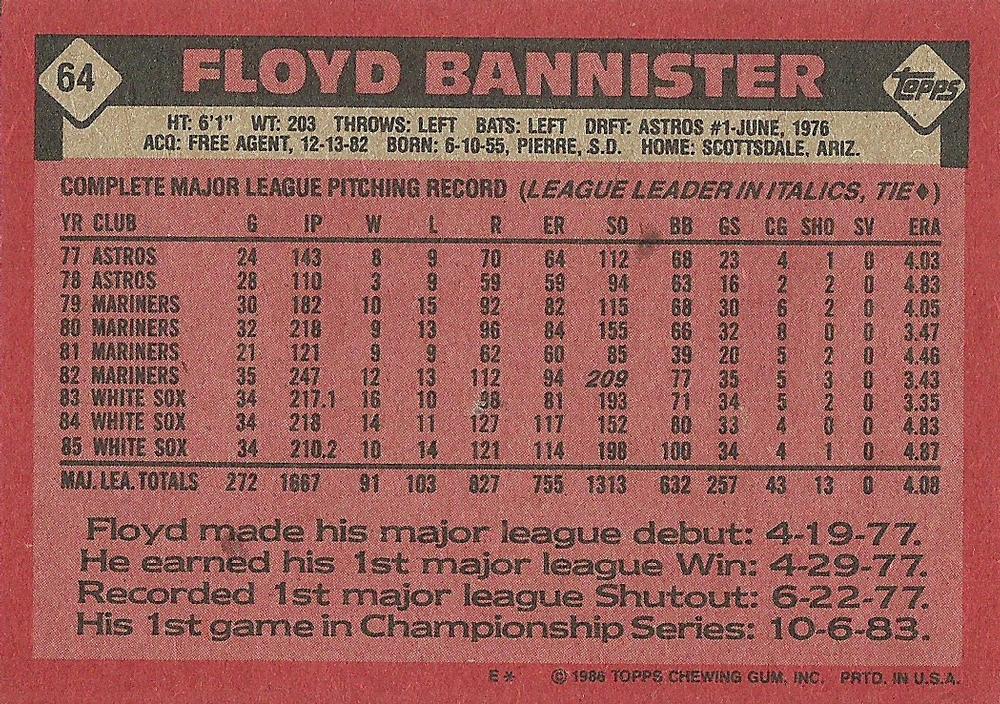 64 FLOYD BANNISTER Topps
HT: 6'1" WT: 203 THROWS: LEFT BATS: LEFT DRFT: ASTROS #1-JUNE, 1976
ACQ: FREE AGENT, 12-13-82 BORN: 6-10-55, PIERRE, S.D. HOME: SCOTTSDALE, ARIZ.
COMPLETE MAJOR LEAGUE PITCHING RECORD (LEAGUE LEADER IN ITALICS, TIE♦)
YR CLUB G IP W L R ER SO BB GS CG SHO SV ERA
77 ASTROS 24 143 8 9 70 64 112 68 23 4 1 0 4.03
78 ASTROS 28 110 3 9 59 59 94 63 16 2 2 0 4.83
79 MARINERS 30 182 10 15 92 82 115 68 30 6 2 0 4.05
80 MARINERS 32 218 9 13 96 84 155 66 32 8 0 0 3.47
81 MARINERS 21 121 9 9 62 60 85 39 20 5 2 0 4.46
82 MARINERS 35 247 12 13 112 94 209 77 35 5 3 0 3.43
83 WHITE SOX 34 217.1 16 10 98 81 193 71 34 5 2 0 3.35
84 WHITE SOX 34 218 14 11 127 117 152 80 33 4 0 0 4.83
85 WHITE SOX 34 210.2 10 14 121 114 198 100 34 4 1 0 4.87
MAJ. LEA. TOTALS 272 1667 91 103 827 755 1313 632 257 43 13 0 4.08
Floyd made his major league debut: 4-19-77.
He earned his 1st major league Win: 4-29-77.
Recorded 1st major league Shutout: 6-22-77.
His 1st game in Championship Series: 10-6-83.
E* © 1986 TOPPS CHEWING GUM, INC. PRTD. IN U.S.A.